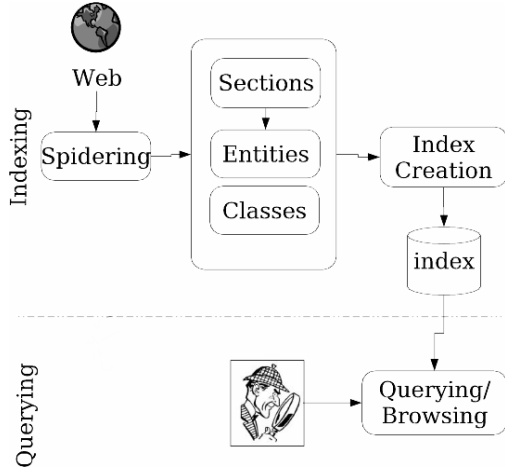 Web
Indexing
Spidering
Sections
Entities
Classes
Index
Creation
index
Querying
Querying/
Browsing